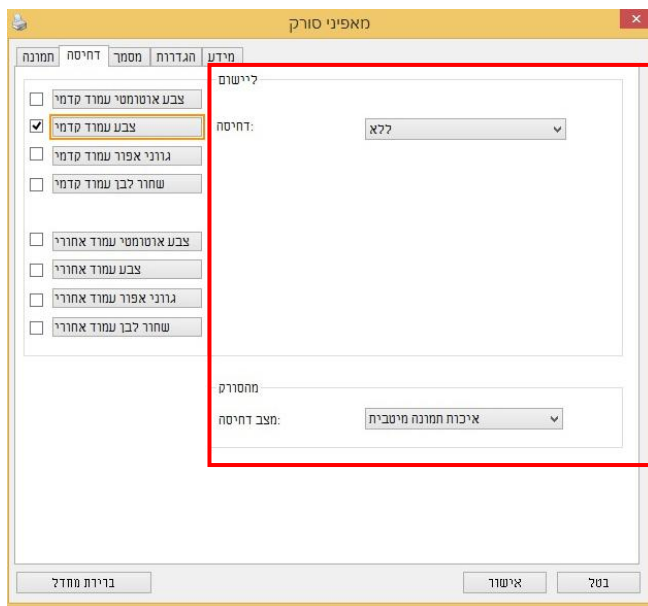 מאפיני סורק
תמונה דחיסה מסמך הגדרות מידע
צבע אוטומטי עמוד קדמי
צבע עמוד קדמי
גווני אפור עמוד קדמי
שחור לבן עמוד קדמי
צבע אוטומטי עמוד אחורי
צבע עמוד אחורי
גווני אפור עמוד אחורי
שחור לבן עמוד אחורי
ליישום
דחיסה:
ללא
מהסורק
מצב דחיסה:
איכות תמונה מיטבית
ברירת מחדל
אישור
בטל